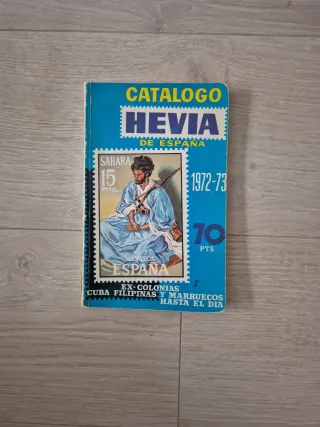 CATALOGO
HEVIA
DE ESPAÑA
1972-73
SAHARA
15
PTAS
70
PTS
CORREOS
ESPAÑA
EX-COLONIAS
CUBA FILIPINAS Y MARRUECOS
HASTA EL DIA